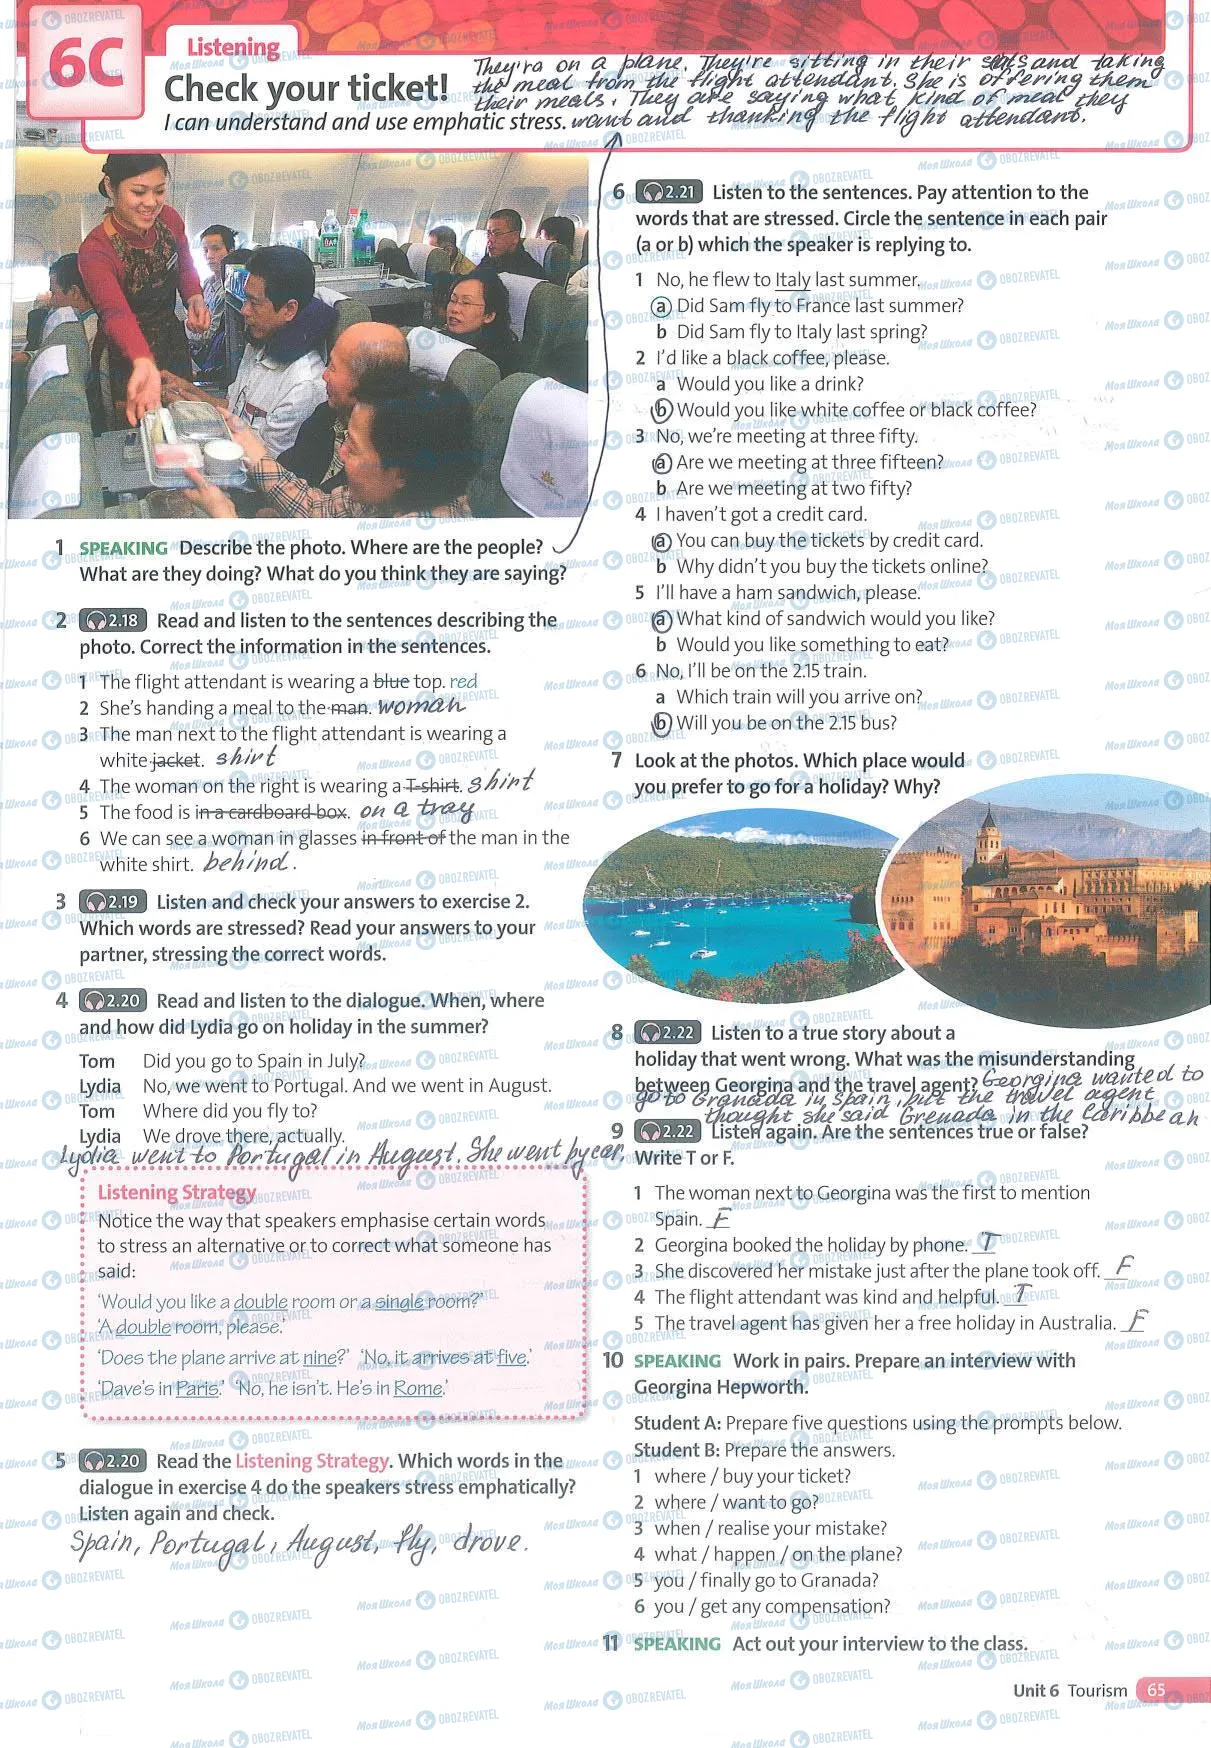 6C
Listening
Check your ticket!
I can understand and use emphatic stress.
They'ra on a plane. They're sitting in their seats and taking
the meal from the flight attendant. She is offering them
their meals. They are saying what kind of meal they
want and thanking the flight attendant.
1 SPEAKING Describe the photo. Where are the people?
What are they doing? What do you think they are saying?
2 2.18 Read and listen to the sentences describing the
photo. Correct the information in the sentences.
1 The flight attendant is wearing a blue top. red
2 She's handing a meal to the man. woman
3 The man next to the flight attendant is wearing a
white jacket. shirt
4 The woman on the right is wearing a T-shirt. shirt
5 The food is in a cardboard box. on a tray
6 We can see a woman in glasses in front of the man in the
white shirt. behind.
3 2.19 Listen and check your answers to exercise 2.
Which words are stressed? Read your answers to your
partner, stressing the correct words.
4 2.20 Read and listen to the dialogue. When, where
and how did Lydia go on holiday in the summer?
Tom Did you go to Spain in July?
Lydia No, we went to Portugal. And we went in August.
Tom Where did you fly to?
Lydia We drove there, actually.
Lydia went to Portugal in August. She went by car.
Listening Strategy
Notice the way that speakers emphasise certain words
to stress an alternative or to correct what someone has
said:
'Would you like a double room or a single room?'
'A double room, please.'
'Does the plane arrive at nine?' 'No, it arrives at five.'
'Dave's in Paris.' 'No, he isn't. He's in Rome.'
5 2.20 Read the Listening Strategy. Which words in the
dialogue in exercise 4 do the speakers stress emphatically?
Listen again and check.
Spain, Portugal, August, fly, drove.
6 2.21 Listen to the sentences. Pay attention to the
words that are stressed. Circle the sentence in each pair
(a or b) which the speaker is replying to.
1 No, he flew to Italy last summer.
a Did Sam fly to France last summer?
b Did Sam fly to Italy last spring?
2 I'd like a black coffee, please.
a Would you like a drink?
b Would you like white coffee or black coffee?
3 No, we're meeting at three fifty.
a Are we meeting at three fifteen?
b Are we meeting at two fifty?
4 I haven't got a credit card.
a You can buy the tickets by credit card.
b Why didn't you buy the tickets online?
5 I'll have a ham sandwich, please.
a What kind of sandwich would you like?
b Would you like something to eat?
6 No, I'll be on the 2.15 train.
a Which train will you arrive on?
b Will you be on the 2.15 bus?
7 Look at the photos. Which place would
you prefer to go for a holiday? Why?
8 2.22 Listen to a true story about a
holiday that went wrong. What was the misunderstanding
between Georgina and the travel agent? Georgina wanted to
go to Granada in Spain, but the travel agent
thought she said Grenada in the Caribbean
9 2.22 Listen again. Are the sentences true or false?
Write T or F.
1 The woman next to Georgina was the first to mention
Spain. F
2 Georgina booked the holiday by phone. T
3 She discovered her mistake just after the plane took off. F
4 The flight attendant was kind and helpful. T
5 The travel agent has given her a free holiday in Australia. F
10 SPEAKING Work in pairs. Prepare an interview with
Georgina Hepworth.
Student A: Prepare five questions using the prompts below.
Student B: Prepare the answers.
1 where / buy your ticket?
2 where / want to go?
3 when / realise your mistake?
4 what / happen / on the plane?
5 you / finally go to Granada?
6 you / get any compensation?
11 SPEAKING Act out your interview to the class.
Unit 6 Tourism 65
Моя Школа OBOZREVATEL